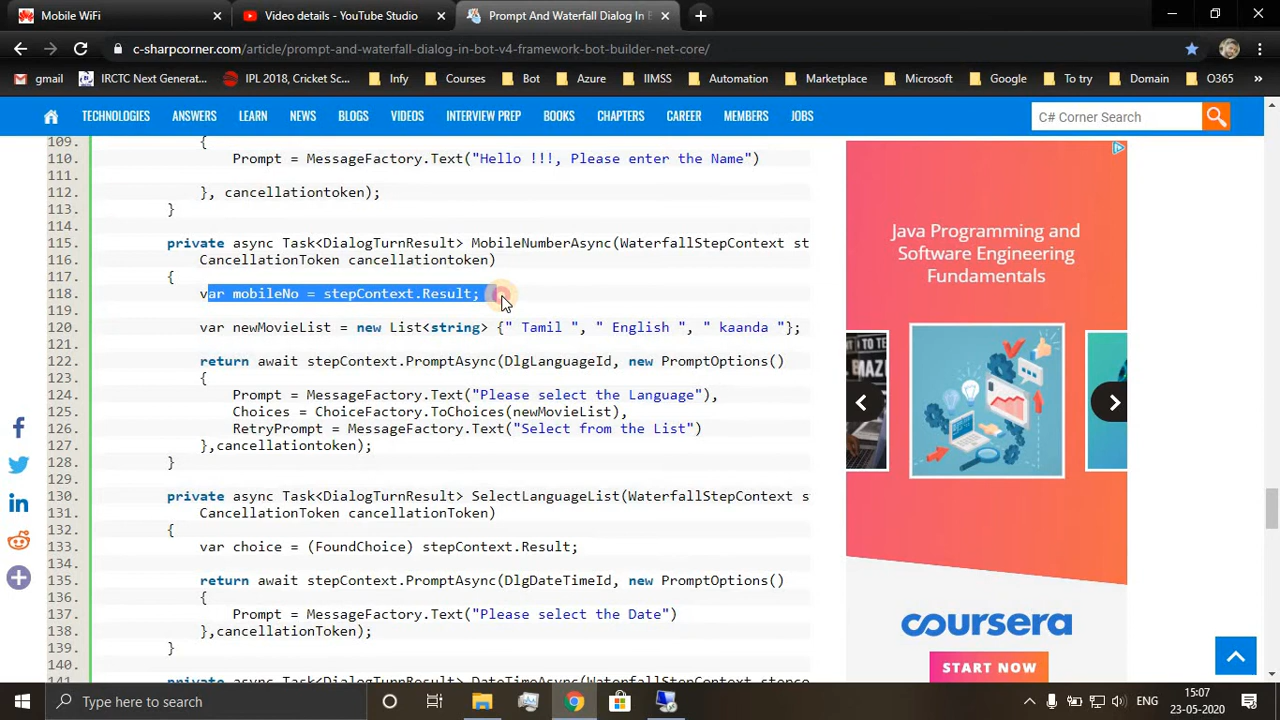 Mobile WiFi
Video details - YouTube Studio
Prompt And Waterfall Dialog In B
c-sharpcorner.com/article/prompt-and-waterfall-dialog-in-bot-v4-framework-bot-builder-net-core/
gmail
IRCTC Next Generat...
IPL 2018, Cricket Sc...
Infy
Courses
Bot
Azure
IIMSS
Automation
Marketplace
Microsoft
Google
To try
Domain
O365
»
TECHNOLOGIES
ANSWERS
LEARN
NEWS
BLOGS
VIDEOS
INTERVIEW PREP
BOOKS
CHAPTERS
CAREER
MEMBERS
JOBS
C# Corner Search
109. {
110. Prompt = MessageFactory.Text("Hello !!!, Please enter the Name")
111.
112. }, cancellationtoken);
113. }
114.
115. private async Task<DialogTurnResult> MobileNumberAsync(WaterfallStepContext st
116. CancellationToken cancellationtoken)
117. {
118. var mobileNo = stepContext.Result;
119.
120. var newMovieList = new List<string> {" Tamil ", " English ", " kaanda "};
121.
122. return await stepContext.PromptAsync(DlgLanguageId, new PromptOptions()
123. {
124. Prompt = MessageFactory.Text("Please select the Language"),
125. Choices = ChoiceFactory.ToChoices(newMovieList),
126. RetryPrompt = MessageFactory.Text("Select from the List")
127. },cancellationtoken);
128. }
129.
130. private async Task<DialogTurnResult> SelectLanguageList(WaterfallStepContext s
131. CancellationToken cancellationToken)
132. {
133. var choice = (FoundChoice) stepContext.Result;
134.
135. return await stepContext.PromptAsync(DlgDateTimeId, new PromptOptions()
136. {
137. Prompt = MessageFactory.Text("Please select the Date")
138. },cancellationToken);
139. }
140.
private async Task<DialogTurnResult> DateTimeAsync(WaterfallStepContext stepco
Java Programming and
Software Engineering
Fundamentals
coursera
START NOW
Type here to search
ENG
15:07
23-05-2020